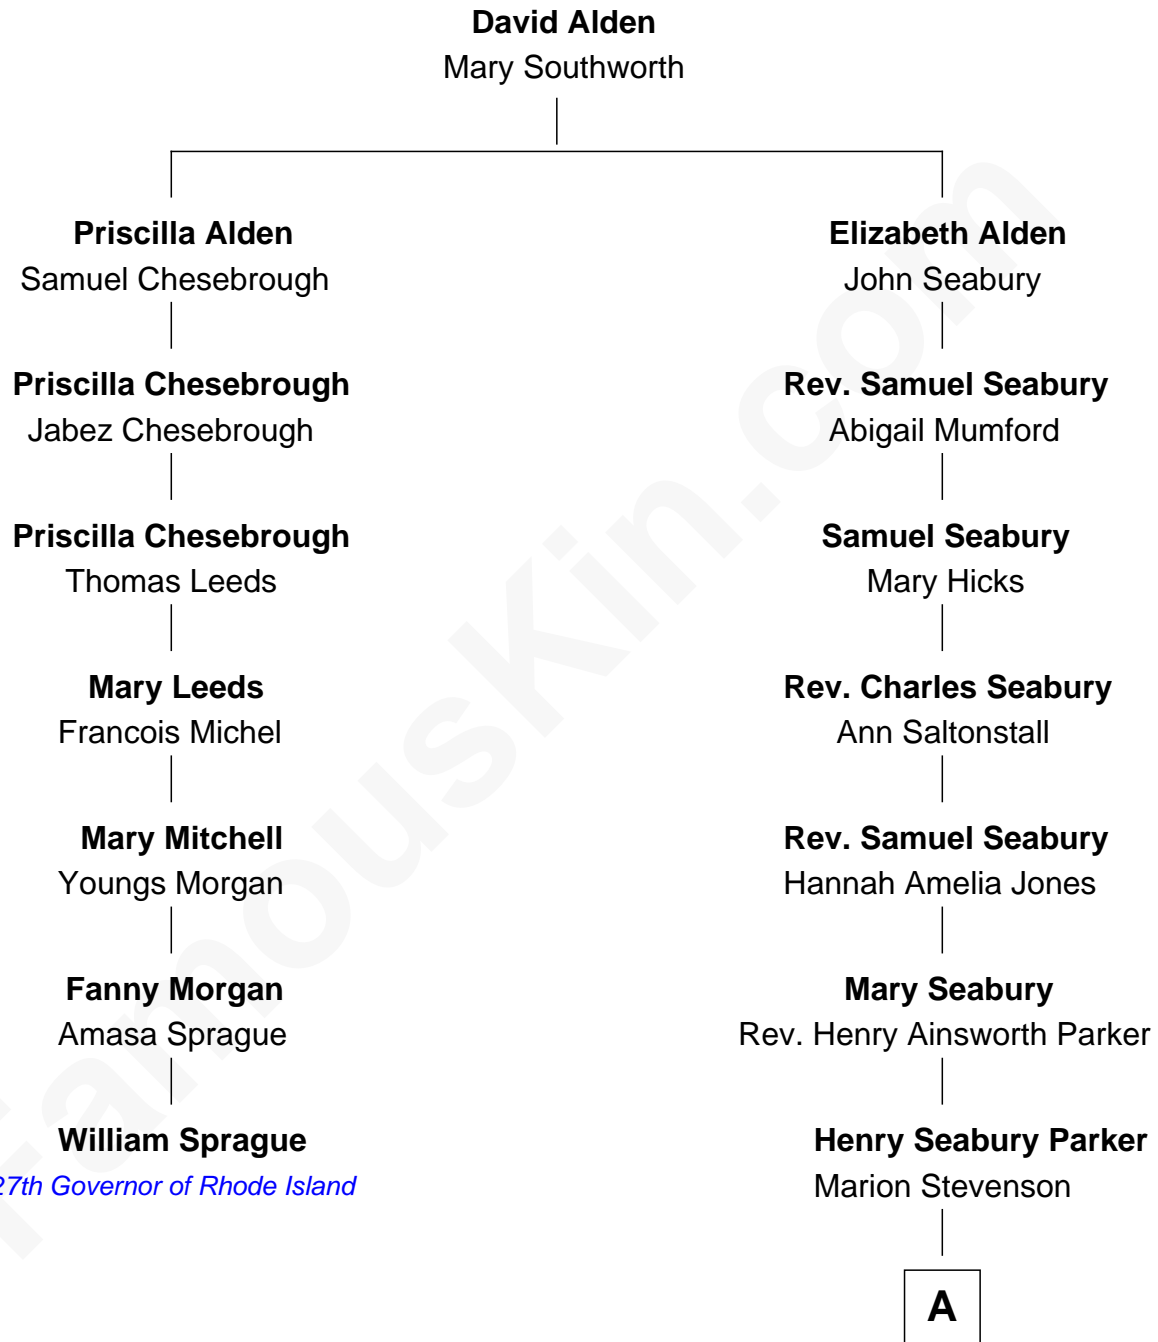 David Alden
Mary Southworth
Priscilla Alden
Samuel Chesebrough
Elizabeth Alden
John Seabury
Priscilla Chesebrough
Jabez Chesebrough
Rev. Samuel Seabury
Abigail Mumford
Priscilla Chesebrough
Thomas Leeds
Samuel Seabury
Mary Hicks
Mary Leeds
Francois Michel
Rev. Charles Seabury
Ann Saltonstall
Mary Mitchell
Youngs Morgan
Rev. Samuel Seabury
Hannah Amelia Jones
Fanny Morgan
Amasa Sprague
Mary Seabury
Rev. Henry Ainsworth Parker
William Sprague
27th Governor of Rhode Island
Henry Seabury Parker
Marion Stevenson
A
FamousKin.com